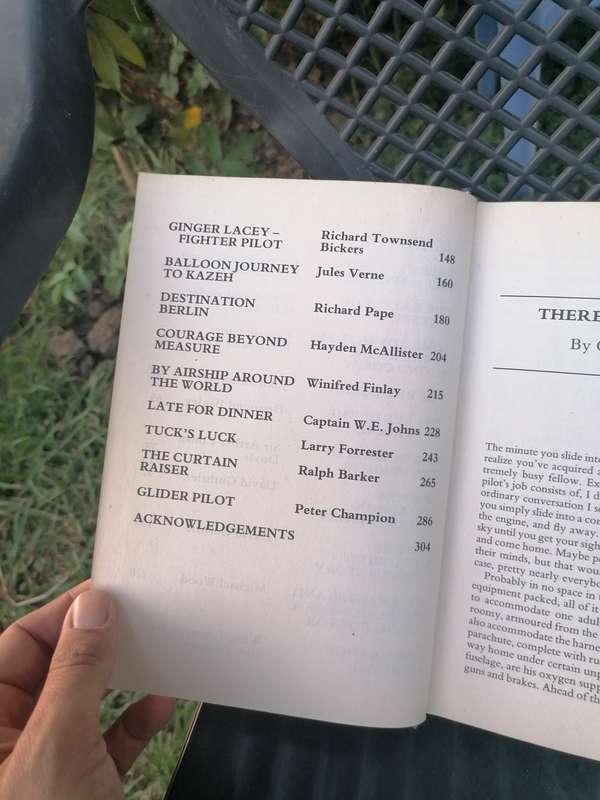 GINGER LACEY –
FIGHTER PILOT
Richard Townsend
Bickers 148
BALLOON JOURNEY
TO KAZEH
Jules Verne 160
DESTINATION
BERLIN
Richard Pape 180
COURAGE BEYOND
MEASURE
Hayden McAllister 204
BY AIRSHIP AROUND
THE WORLD
Winifred Finlay 215
LATE FOR DINNER Captain W.E. Johns 228
TUCK'S LUCK Larry Forrester 243
THE CURTAIN
RAISER
Ralph Barker 265
GLIDER PILOT Peter Champion 286
ACKNOWLEDGEMENTS 304
THERE
By
The minute you slide into
realize you've acquired a
tremely busy fellow. Ex
pilot's job consists of, I d
ordinary conversation I s
you simply slide into a co
the engine, and fly away.
sky until you get your sigh
and come home. Maybe p
their minds, but that wou
case, pretty nearly everyb
Probably in no space in
equipment packed, all of it
to accommodate one adul
roomy, armoured from the
also accommodate the harne
parachute, complete with ru
way home under certain unp
fuselage, are his oxygen supp
guns and brakes. Ahead of th